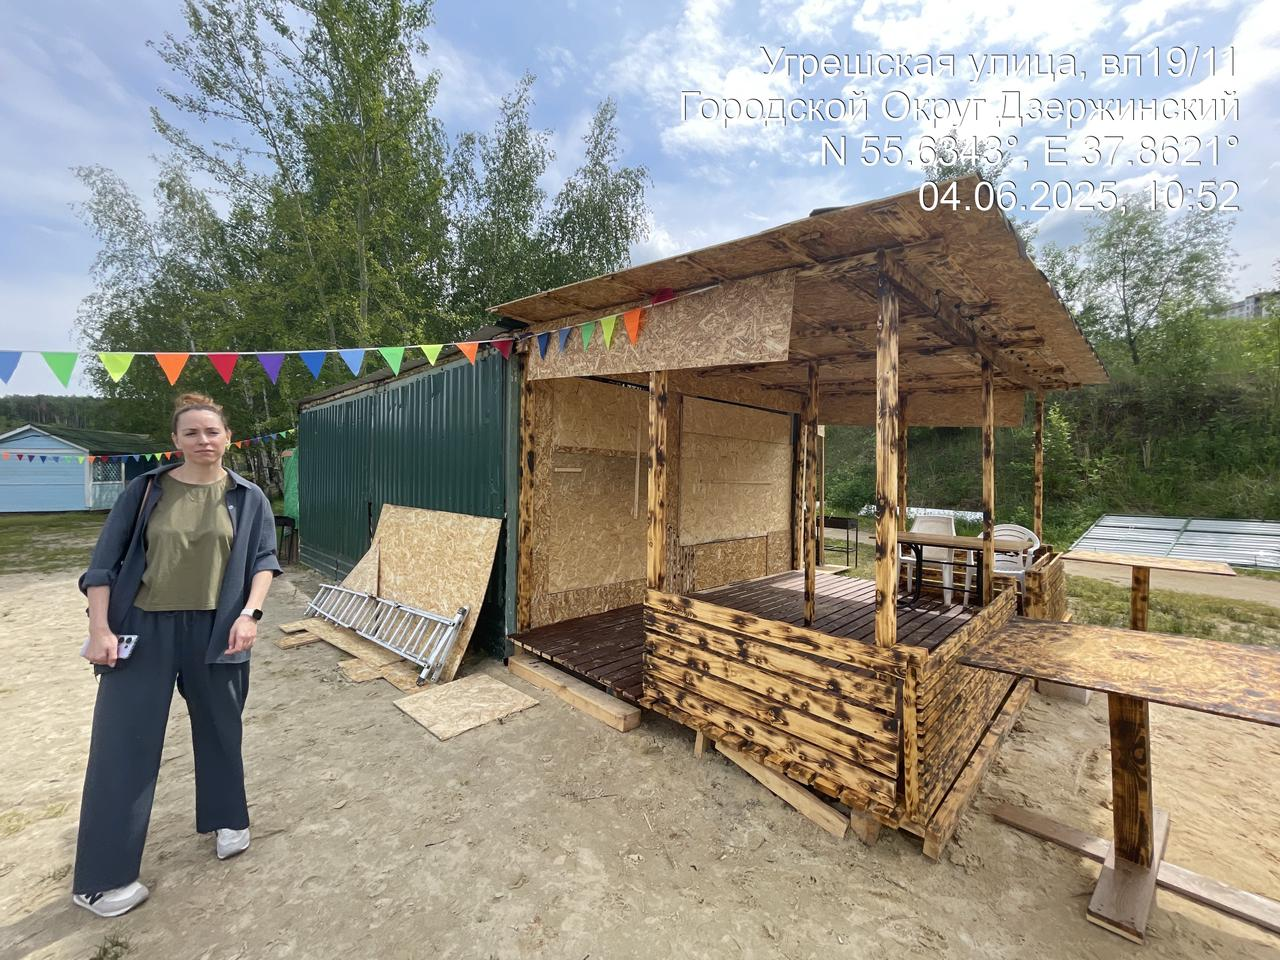 Угрешская улица, вл19/11
Городской Округ Дзержинский
N 55.6343°, E 37.8621°
04.06.2025, 10:52